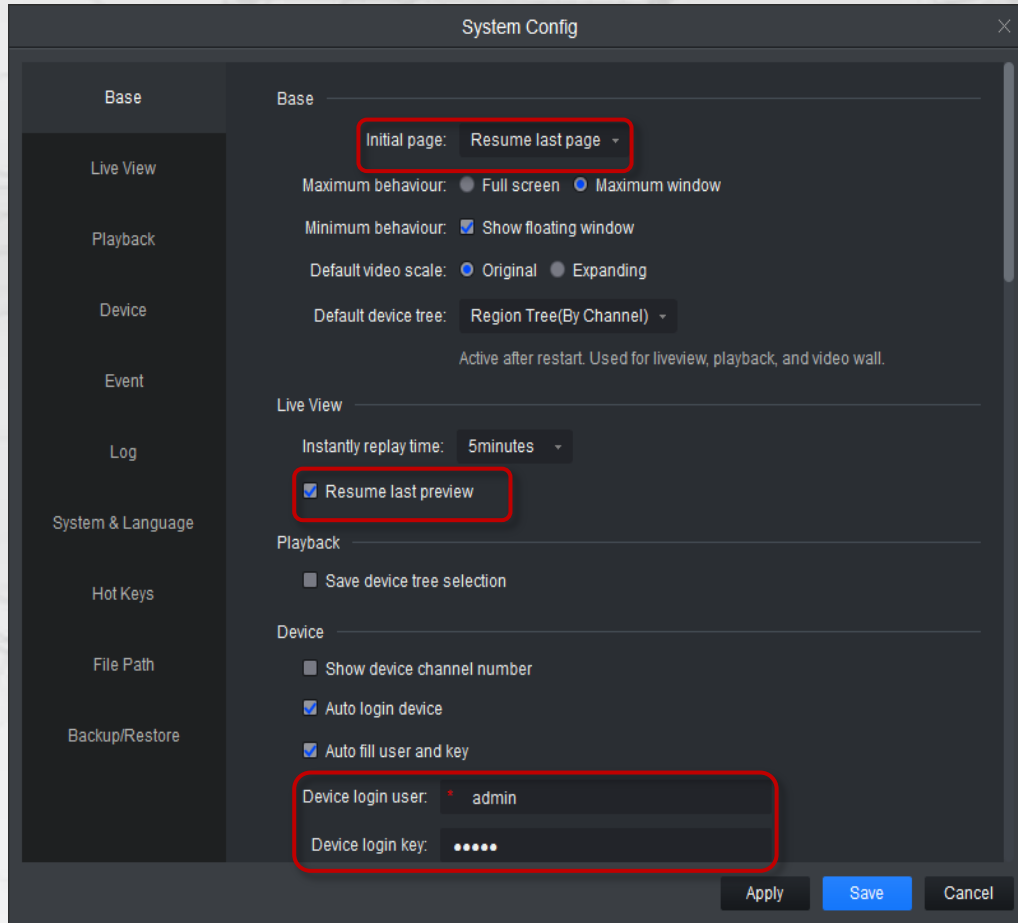 System Config
Base
Live View
Playback
Device
Event
Log
System & Language
Hot Keys
File Path
Backup/Restore
Base
Initial page: Resume last page
Maximum behaviour: Full screen Maximum window
Minimum behaviour: Show floating window
Default video scale: Original Expanding
Default device tree: Region Tree(By Channel)
Active after restart. Used for liveview, playback, and video wall.
Live View
Instantly replay time: 5minutes
Resume last preview
Playback
Save device tree selection
Device
Show device channel number
Auto login device
Auto fill user and key
Device login user: * admin
Device login key: •••••
Apply Save Cancel